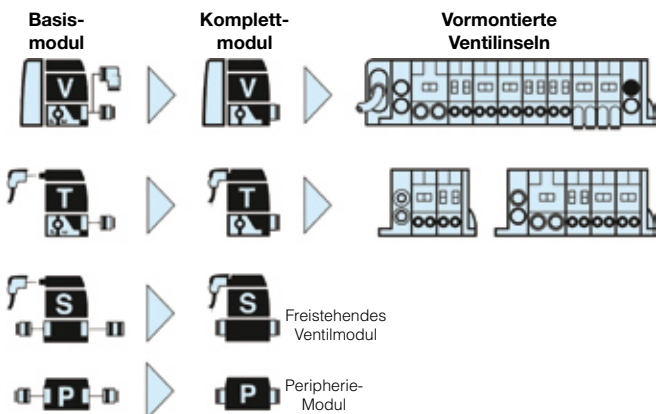 Basis-
modul
Komplett-
modul
Vormontierte
Ventilinseln
V
V
T
T
S
S
Freistehendes
Ventilmodul
P
P
Peripherie-
Modul